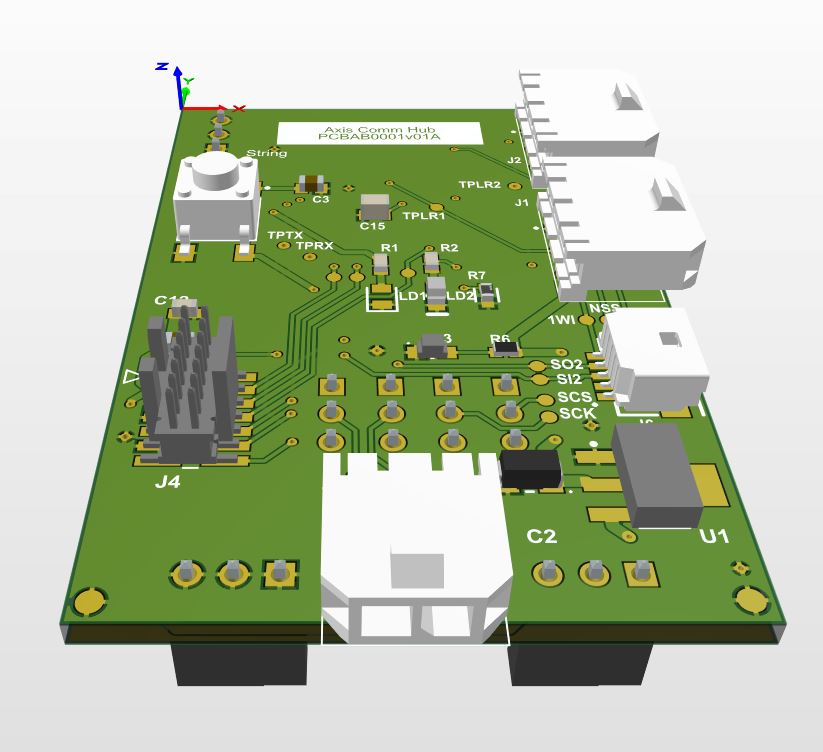 Z
Y
X
Axis Comm Hub
PCBAB0001v01A
String
J2
TPLR2
C3
J1
TPLR1
C15
TPTX
TPRX
R1
R2
R7
LD1
LD2
NSS
1WI
R6
SO2
SI2
SCS
SCK
J4
C2
U1